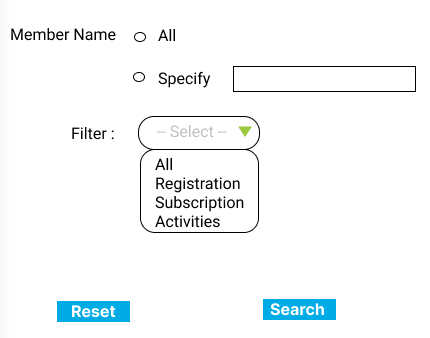 Member Name All
Specify
Filter : -- Select --
All
Registration
Subscription
Activities
Reset Search